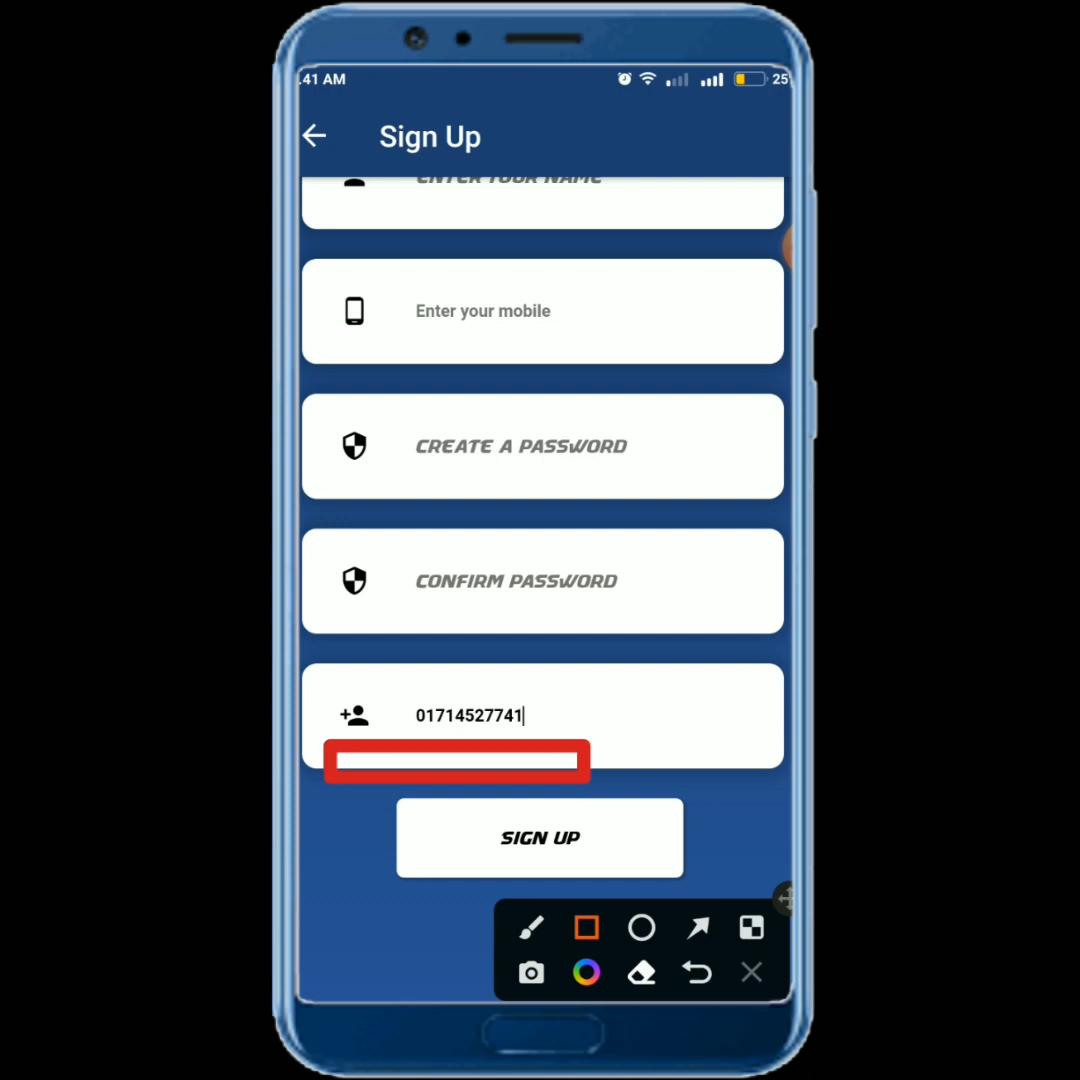 :41 AM
25
Sign Up
ENTER YOUR NAME
Enter your mobile
CREATE A PASSWORD
CONFIRM PASSWORD
01714527741
SIGN UP